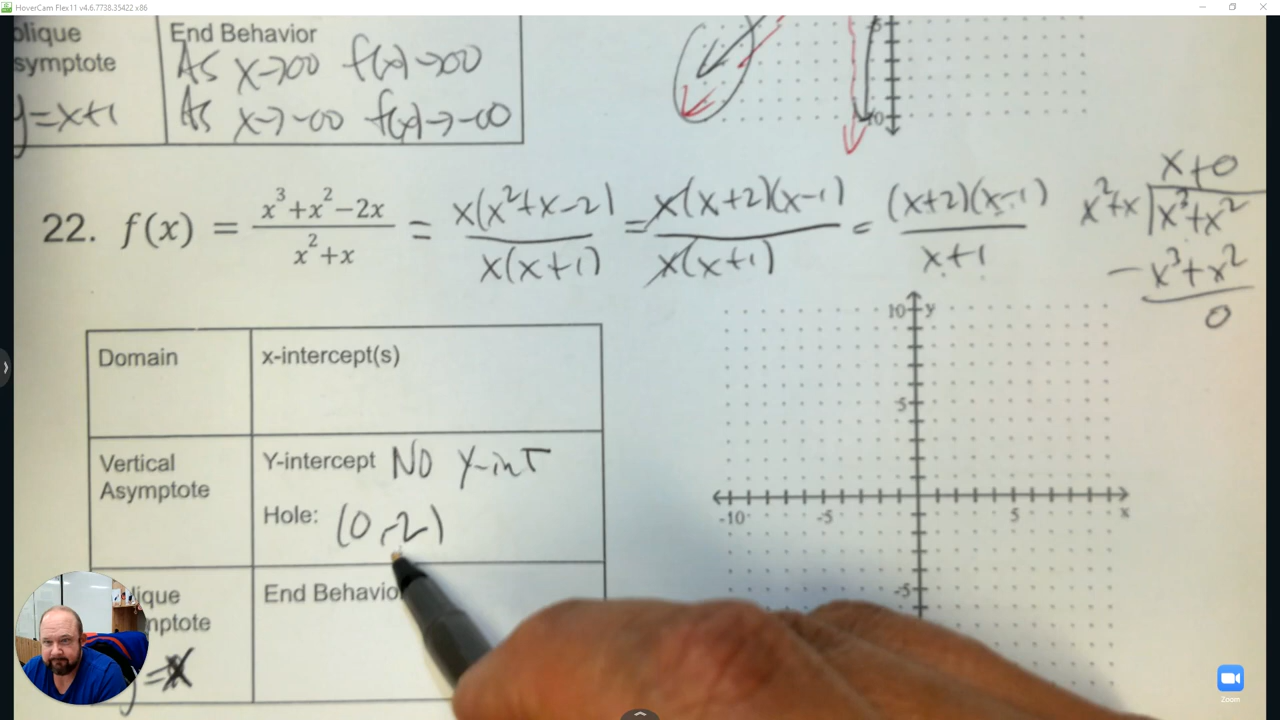 HoverCam Flex11 v4.6.7738.35422 x86
blique
symptote
y=x+1
End Behavior
As x→∞ f(x)→∞
As x→-∞ f(x)→-∞
10
22. f(x) = x³+x²-2x / x²+x = x(x²+x-2) / x(x+1) = x(x+2)(x-1) / x(x+1) = (x+2)(x-1) / x+1
x+0
x²+x x³+x²
- x³+x²
0
Domain
x-intercept(s)
Vertical
Asymptote
Y-intercept No y-int
Hole: (0,-2)
ique
mptote
y=x
End Behavio
10 y
5
-10 -5 5 x
-5
Zoom